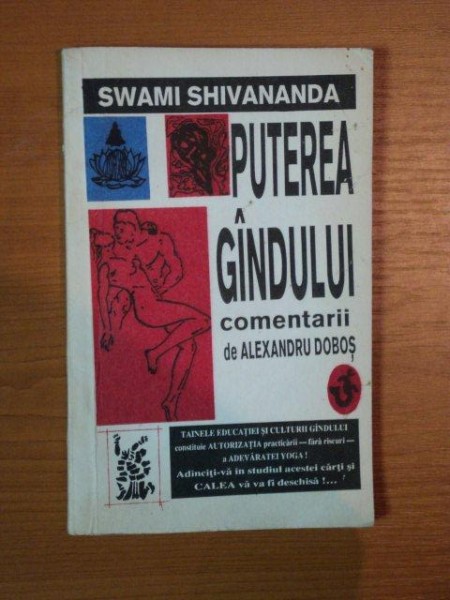 SWAMI SHIVANANDA
PUTEREA
GÎNDULUI
comentarii
de ALEXANDRU DOBOȘ
TAINELE EDUCAȚIEI ȘI CULTURII GÎNDULUI
constituie AUTORIZAȚIA practicării — fără riscuri —
a ADEVĂRATEI YOGA !
Adînciți-vă în studiul acestei cărți și
CALEA vă va fi deschisă !... ?